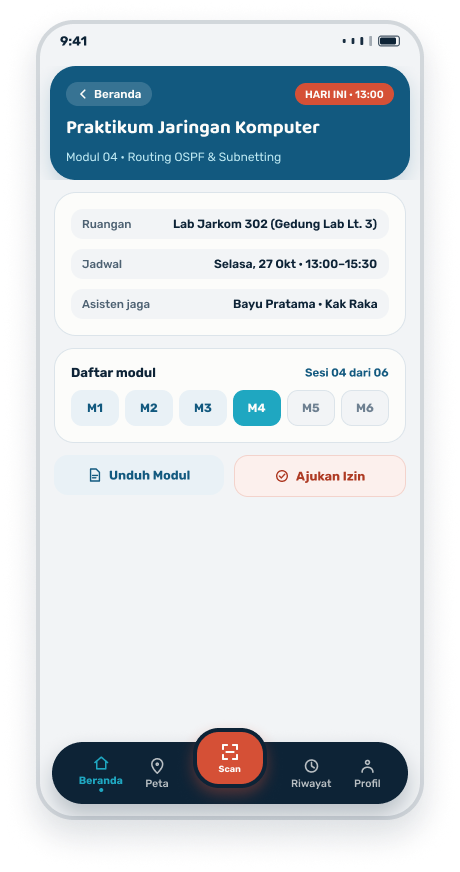 9:41
Beranda
HARI INI • 13:00
Praktikum Jaringan Komputer
Modul 04 • Routing OSPF & Subnetting
Ruangan Lab Jarkom 302 (Gedung Lab Lt. 3)
Jadwal Selasa, 27 Okt • 13:00–15:30
Asisten jaga Bayu Pratama • Kak Raka
Daftar modul Sesi 04 dari 06
M1 M2 M3 M4 M5 M6
Unduh Modul Ajukan Izin
Beranda Peta Scan Riwayat Profil